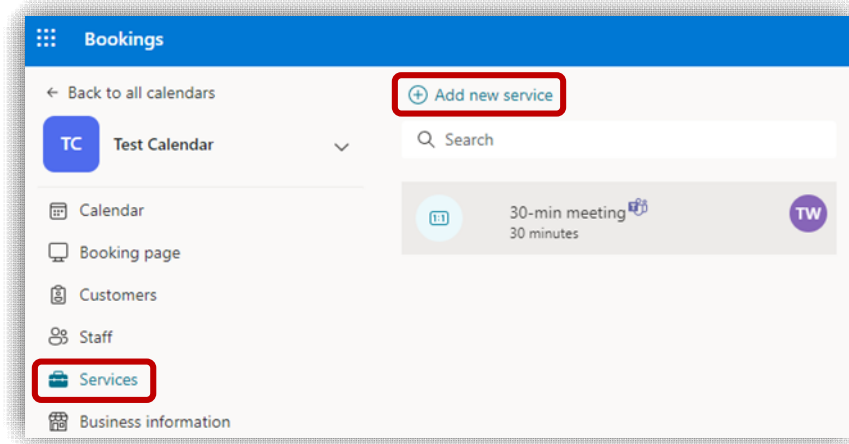 Bookings
Back to all calendars
TC
Test Calendar
Calendar
Booking page
Customers
Staff
Services
Business information
Add new service
Search
1:1
30-min meeting
30 minutes
TW